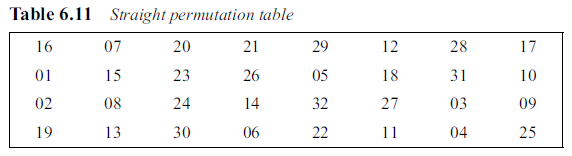 Table 6.11 Straight permutation table
16 07 20 21 29 12 28 17
01 15 23 26 05 18 31 10
02 08 24 14 32 27 03 09
19 13 30 06 22 11 04 25